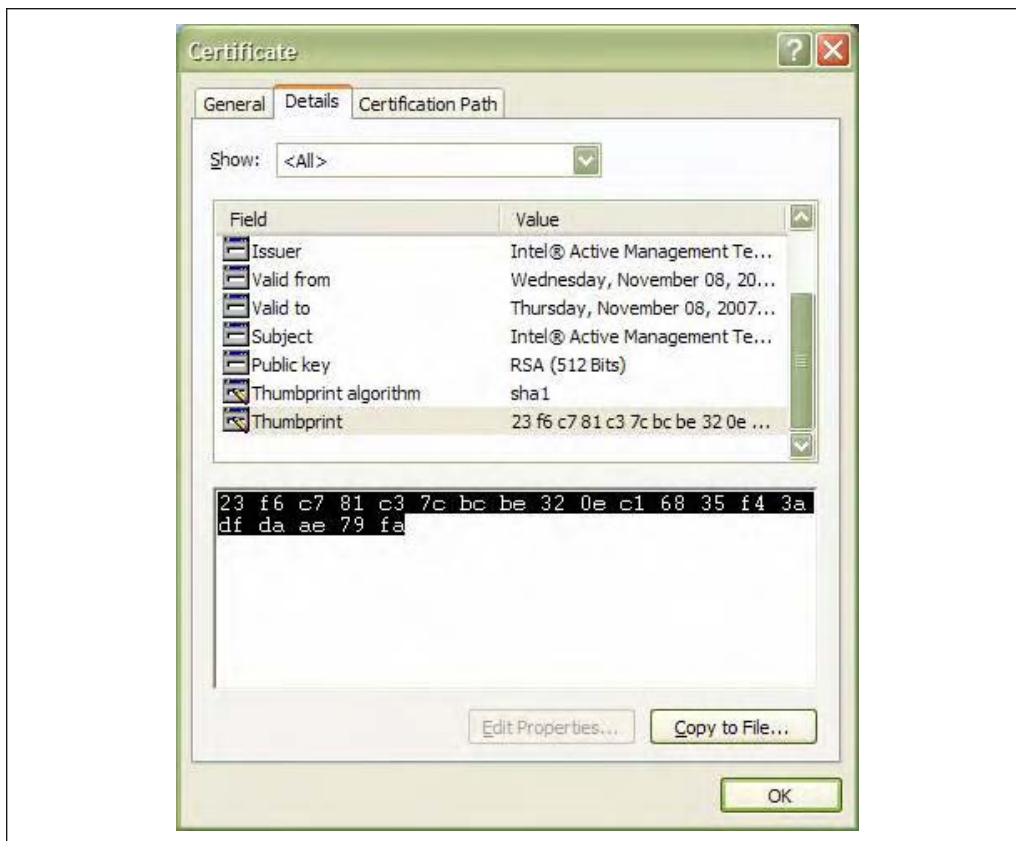 Certificate
General Details Certification Path
Show: <All>
Field Value
Issuer Intel® Active Management Te...
Valid from Wednesday, November 08, 20...
Valid to Thursday, November 08, 2007...
Subject Intel® Active Management Te...
Public key RSA (512 Bits)
Thumbprint algorithm sha1
Thumbprint 23 f6 c7 81 c3 7c bc be 32 0e ...
23 f6 c7 81 c3 7c bc be 32 0e c1 68 35 f4 3a
df da ae 79 fa
Edit Properties... Copy to File...
OK